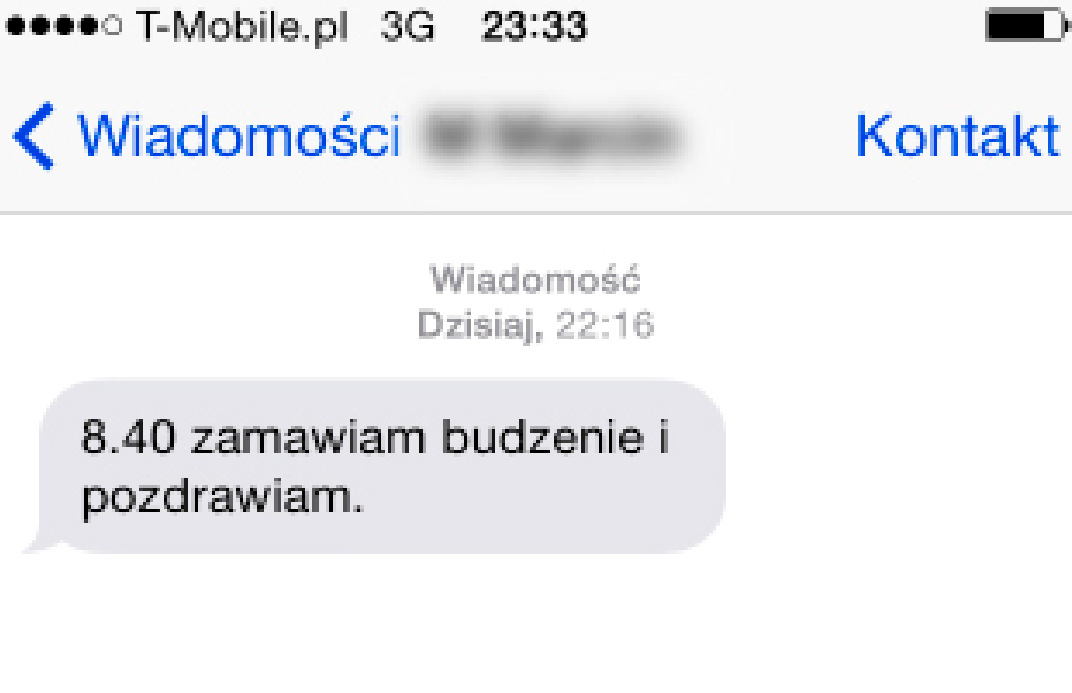 T-Mobile.pl 3G 23:33
Wiadomości Kontakt
Wiadomość
Dzisiaj, 22:16
8.40 zamawiam budzenie i
pozdrawiam.